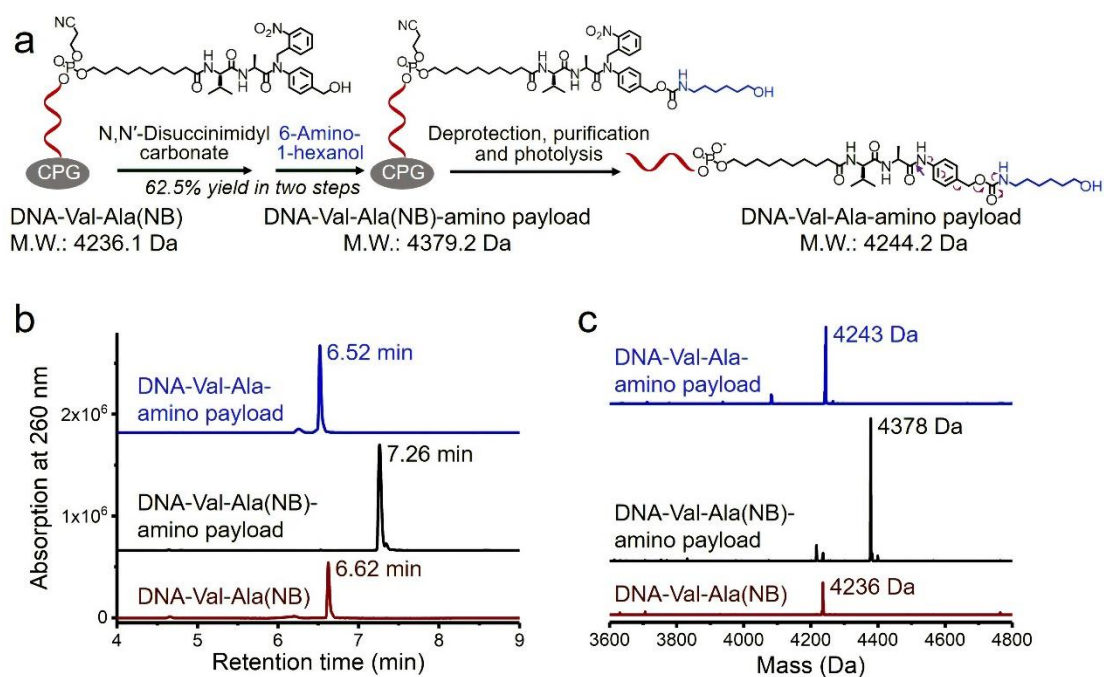 a
NC
O
O
P
O
O
O
H
N
O
N
H
O
O₂N
N
OH
CPG
N,N′-Disuccinimidyl
carbonate
6-Amino-
1-hexanol
62.5% yield in two steps
NC
O
O
P
O
O
O
H
N
O
N
H
O
O₂N
N
O
O
H
N
OH
CPG
Deprotection, purification
and photolysis
O
O⁻
P
O
O
O
H
N
O
N
H
O
H
N
O
O
H
N
OH
DNA-Val-Ala(NB)
M.W.: 4236.1 Da
DNA-Val-Ala(NB)-amino payload
M.W.: 4379.2 Da
DNA-Val-Ala-amino payload
M.W.: 4244.2 Da
b
Absorption at 260 nm
2x10⁶
1x10⁶
0
6.52 min
DNA-Val-Ala-
amino payload
7.26 min
DNA-Val-Ala(NB)-
amino payload
6.62 min
DNA-Val-Ala(NB)
4 5 6 7 8 9
Retention time (min)
c
4243 Da
DNA-Val-Ala-
amino payload
4378 Da
DNA-Val-Ala(NB)-
amino payload
4236 Da
DNA-Val-Ala(NB)
3600 4000 4200 4400 4800
Mass (Da)